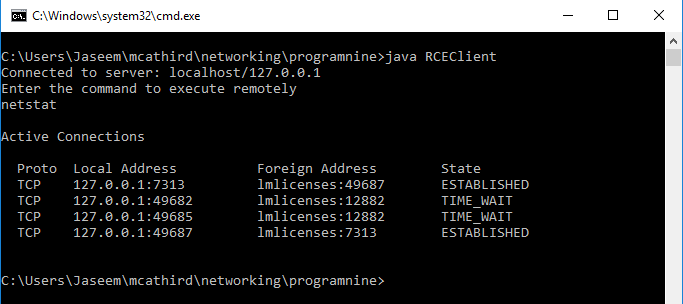 C:\Windows\system32\cmd.exe
C:\Users\Jaseem\mcathird\networking\programnine>java RCEClient
Connected to server: localhost/127.0.0.1
Enter the command to execute remotely
netstat
Active Connections
Proto  Local Address          Foreign Address        State
TCP    127.0.0.1:7313         lmlicenses:49687       ESTABLISHED
TCP    127.0.0.1:49682        lmlicenses:12882       TIME_WAIT
TCP    127.0.0.1:49685        lmlicenses:12882       TIME_WAIT
TCP    127.0.0.1:49687        lmlicenses:7313        ESTABLISHED
C:\Users\Jaseem\mcathird\networking\programnine>